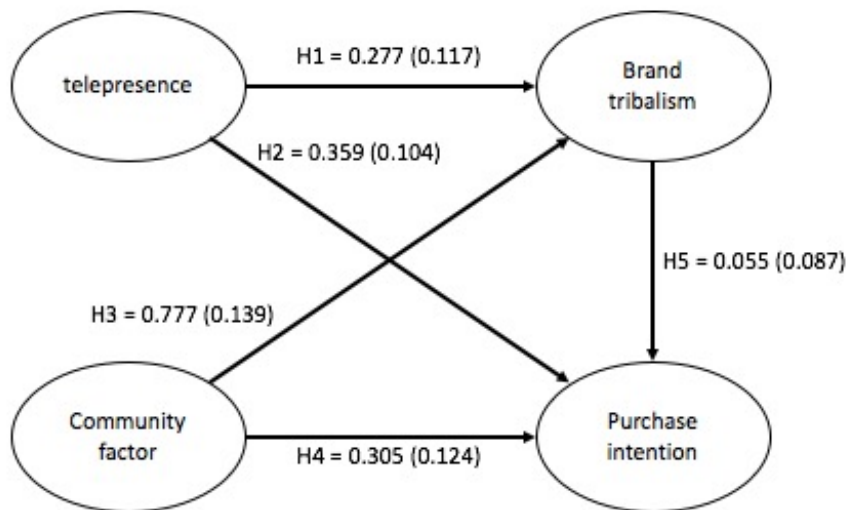 H1 = 0.277 (0.117)
telepresence
Brand
tribalism
H2 = 0.359 (0.104)
H5 = 0.055 (0.087)
H3 = 0.777 (0.139)
Community
factor
Purchase
intention
H4 = 0.305 (0.124)